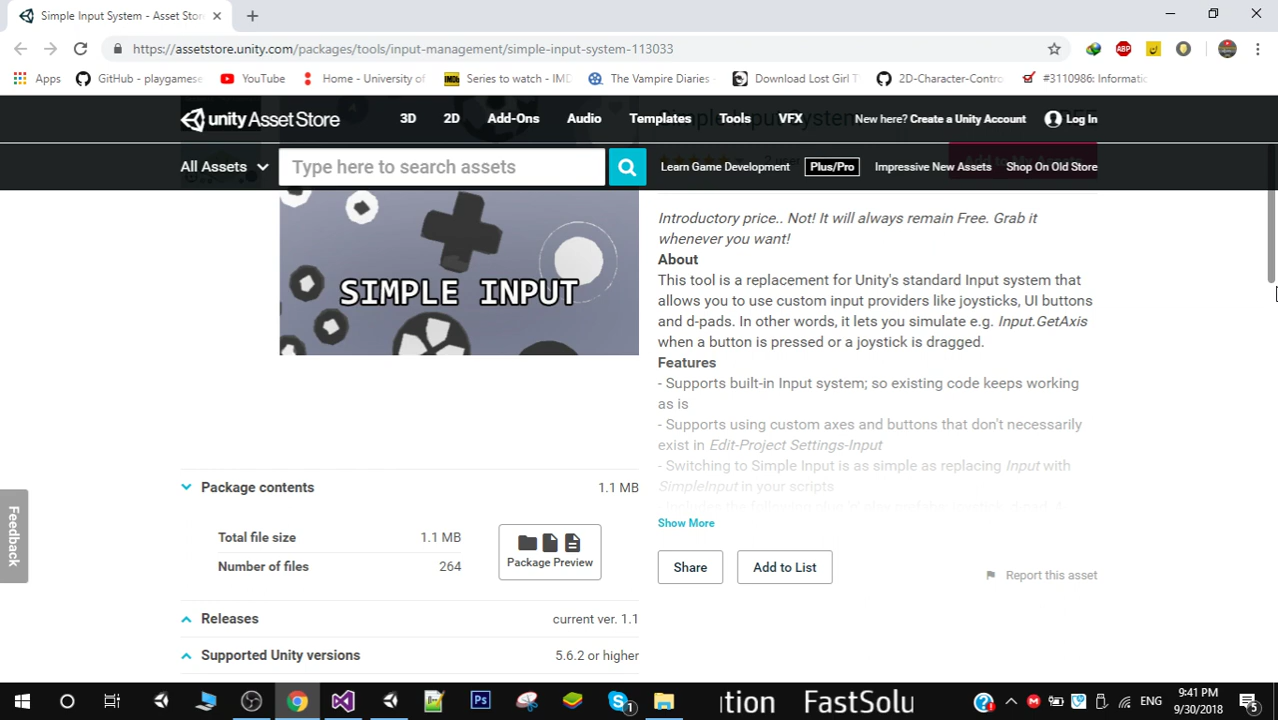 Simple Input System - Asset Stor
https://assetstore.unity.com/packages/tools/input-management/simple-input-system-113033
Apps GitHub - playgamese YouTube Home - University of Series to watch - IMD The Vampire Diaries - Download Lost Girl T 2D-Character-Contro #3110986: Informatic
unity Asset Store 3D 2D Add-Ons Audio Templates Tools VFX New here? Create a Unity Account Log In
All Assets Type here to search assets Learn Game Development Plus/Pro Impressive New Assets Shop On Old Store
SIMPLE INPUT
Introductory price.. Not! It will always remain Free. Grab it
whenever you want!
About
This tool is a replacement for Unity's standard Input system that
allows you to use custom input providers like joysticks, UI buttons
and d-pads. In other words, it lets you simulate e.g. Input.GetAxis
when a button is pressed or a joystick is dragged.
Features
- Supports built-in Input system; so existing code keeps working
as is
- Supports using custom axes and buttons that don't necessarily
exist in Edit-Project Settings-Input
- Switching to Simple Input is as simple as replacing Input with
SimpleInput in your scripts
Show More
Share Add to List Report this asset
Package contents 1.1 MB
Total file size 1.1 MB
Number of files 264
Package Preview
Releases current ver. 1.1
Supported Unity versions 5.6.2 or higher
Feedback
ution FastSolu
ENG
9:41 PM
9/30/2018